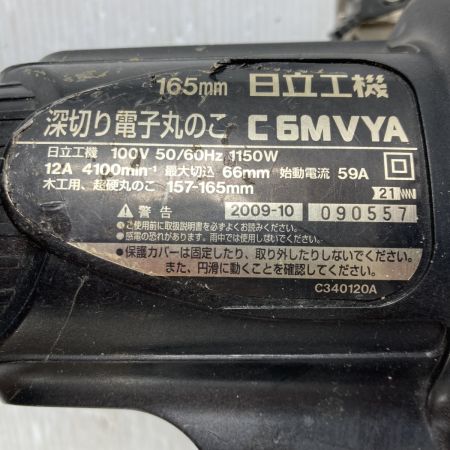 165mm 日立工機
深切り電子丸のこ C6MVYA
日立工機 100V 50/60Hz 1150W
12A 4100min⁻¹ 最大切込 66mm 始動電流 59A
木工用、超硬丸のこ 157-165mm
21
警告 2009-10 090557
●ご使用前に取扱説明書を必ずよくお読みください。
●感電の恐れがあります。雨中では使用しないでください。
●保護カバーは固定したり、取り外したりしないでください。
また、円滑に動くことを確認してください。
C340120A